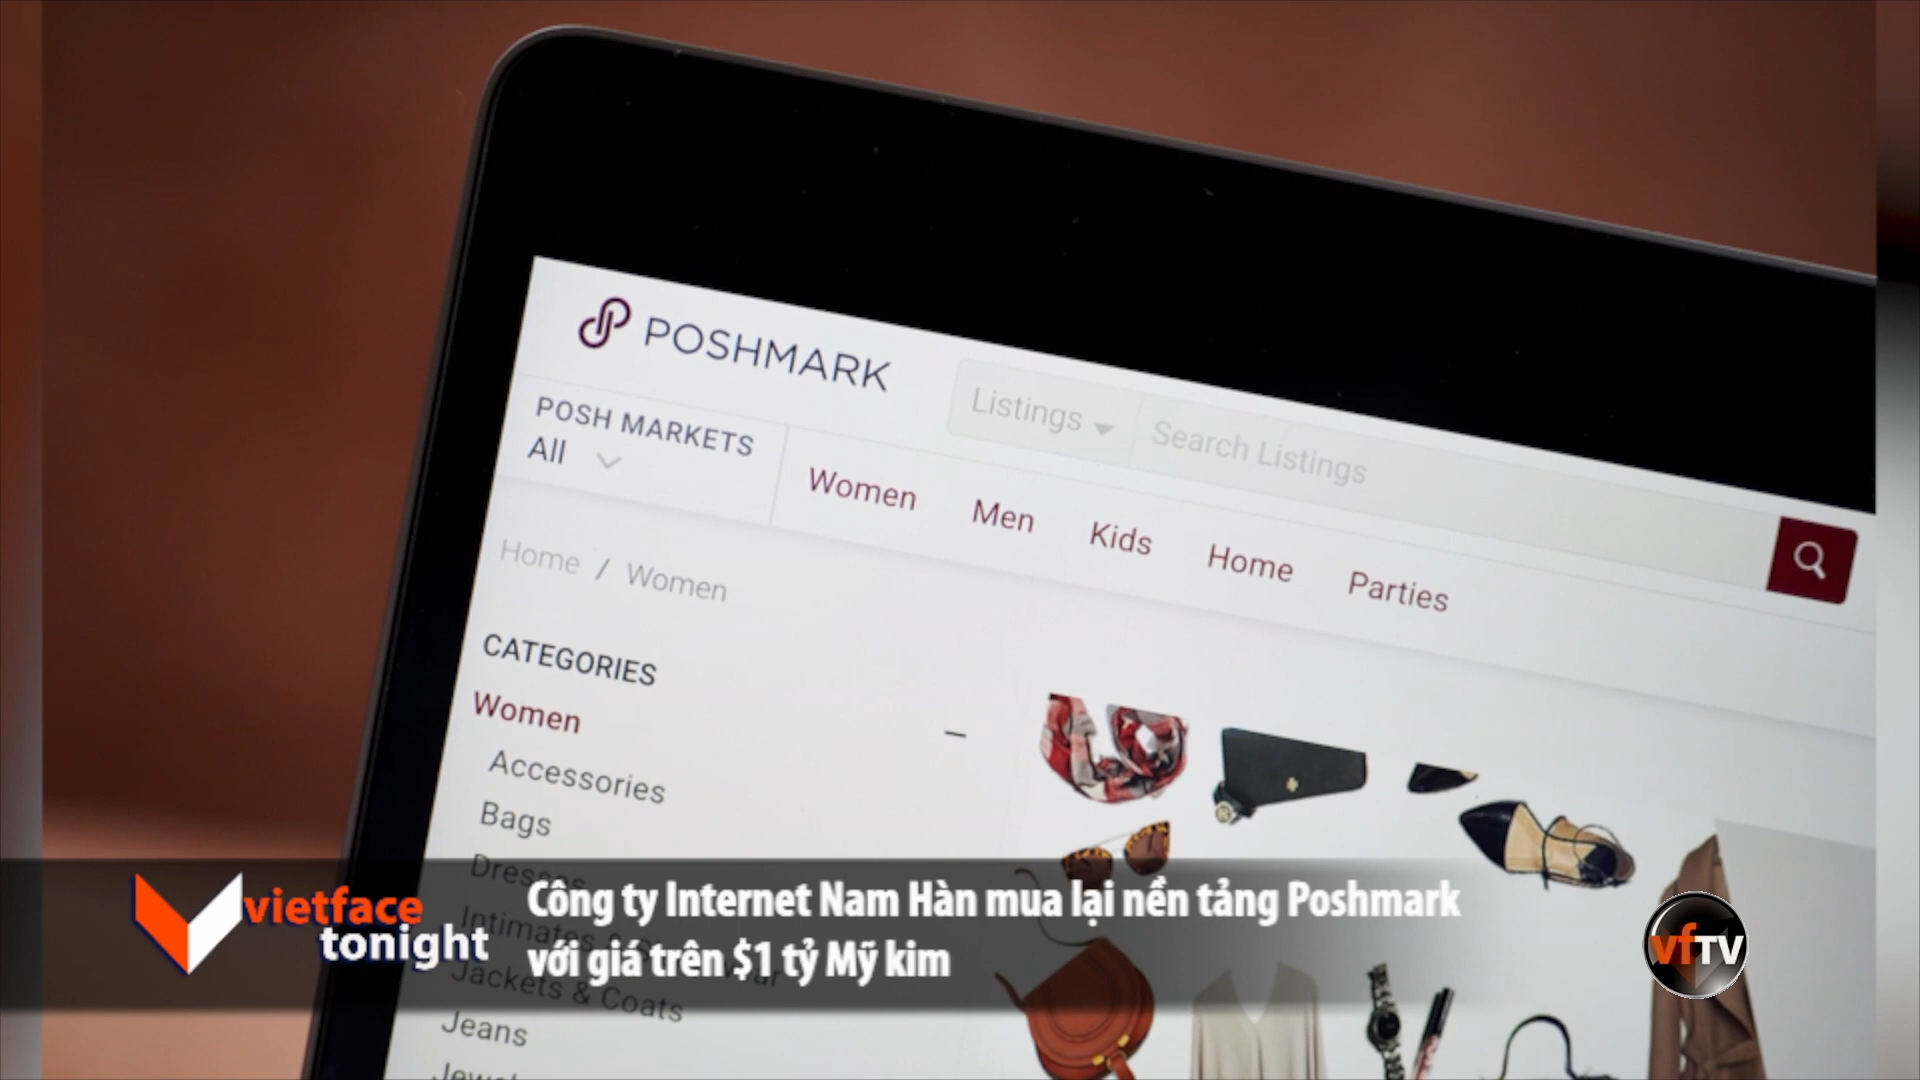 POSHMARK
Listings
Search Listings
POSH MARKETS
All
Women
Men
Kids
Home
Parties
Home / Women
CATEGORIES
Women
Accessories
Bags
Dresses
Intimates &
Jackets & Coats
Jeans
vietface
tonight
Công ty Internet Nam Hàn mua lại nền tảng Poshmark
với giá trên $1 tỷ Mỹ kim
vfTV